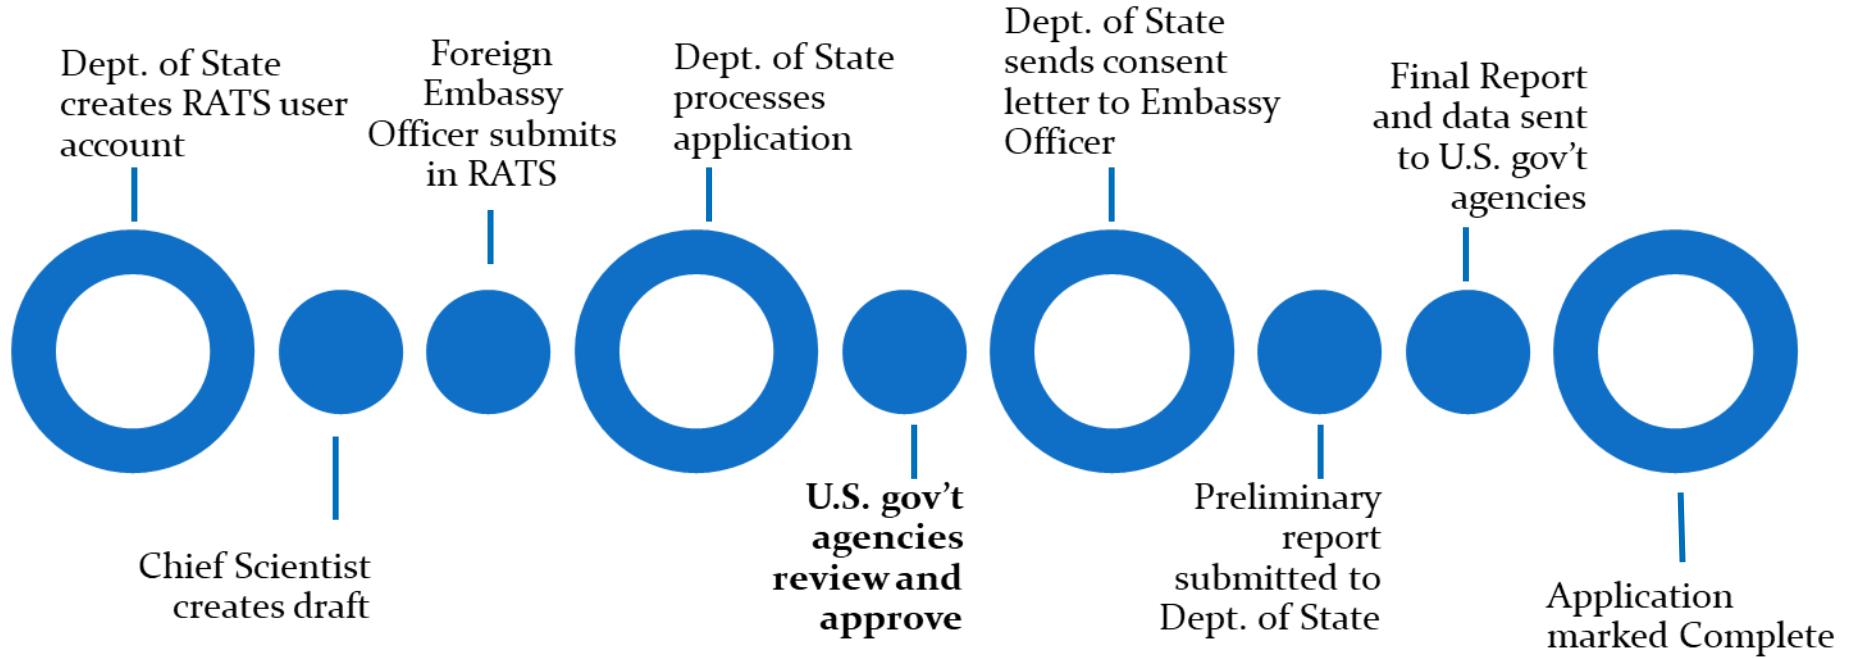 Dept. of State
creates RATS user
account
Chief Scientist
creates draft
Foreign
Embassy
Officer submits
in RATS
Dept. of State
processes
application
U.S. gov’t
agencies
review and
approve
Dept. of State
sends consent
letter to Embassy
Officer
Preliminary
report
submitted to
Dept. of State
Final Report
and data sent
to U.S. gov’t
agencies
Application
marked Complete